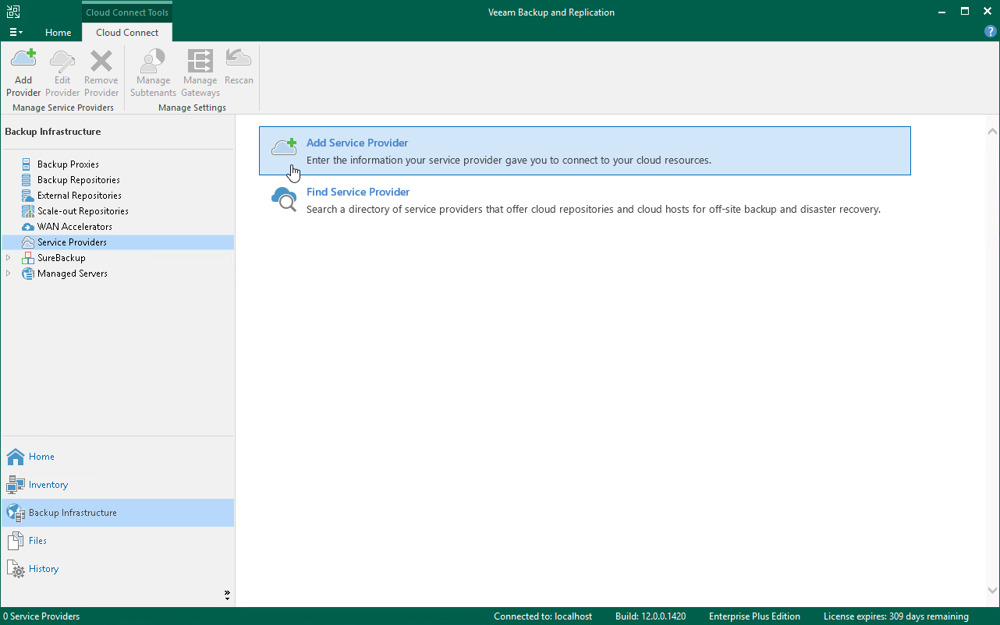 Cloud Connect Tools
Veeam Backup and Replication
Home
Cloud Connect
Add Provider
Edit Provider
Remove Provider
Manage Subtenants
Manage Gateways
Rescan
Manage Service Providers
Manage Settings
Backup Infrastructure
Backup Proxies
Backup Repositories
External Repositories
Scale-out Repositories
WAN Accelerators
Service Providers
SureBackup
Managed Servers
Home
Inventory
Backup Infrastructure
Files
History
Add Service Provider
Enter the information your service provider gave you to connect to your cloud resources.
Find Service Provider
Search a directory of service providers that offer cloud repositories and cloud hosts for off-site backup and disaster recovery.
0 Service Providers
Connected to: localhost
Build: 12.0.0.1420
Enterprise Plus Edition
License expires: 309 days remaining